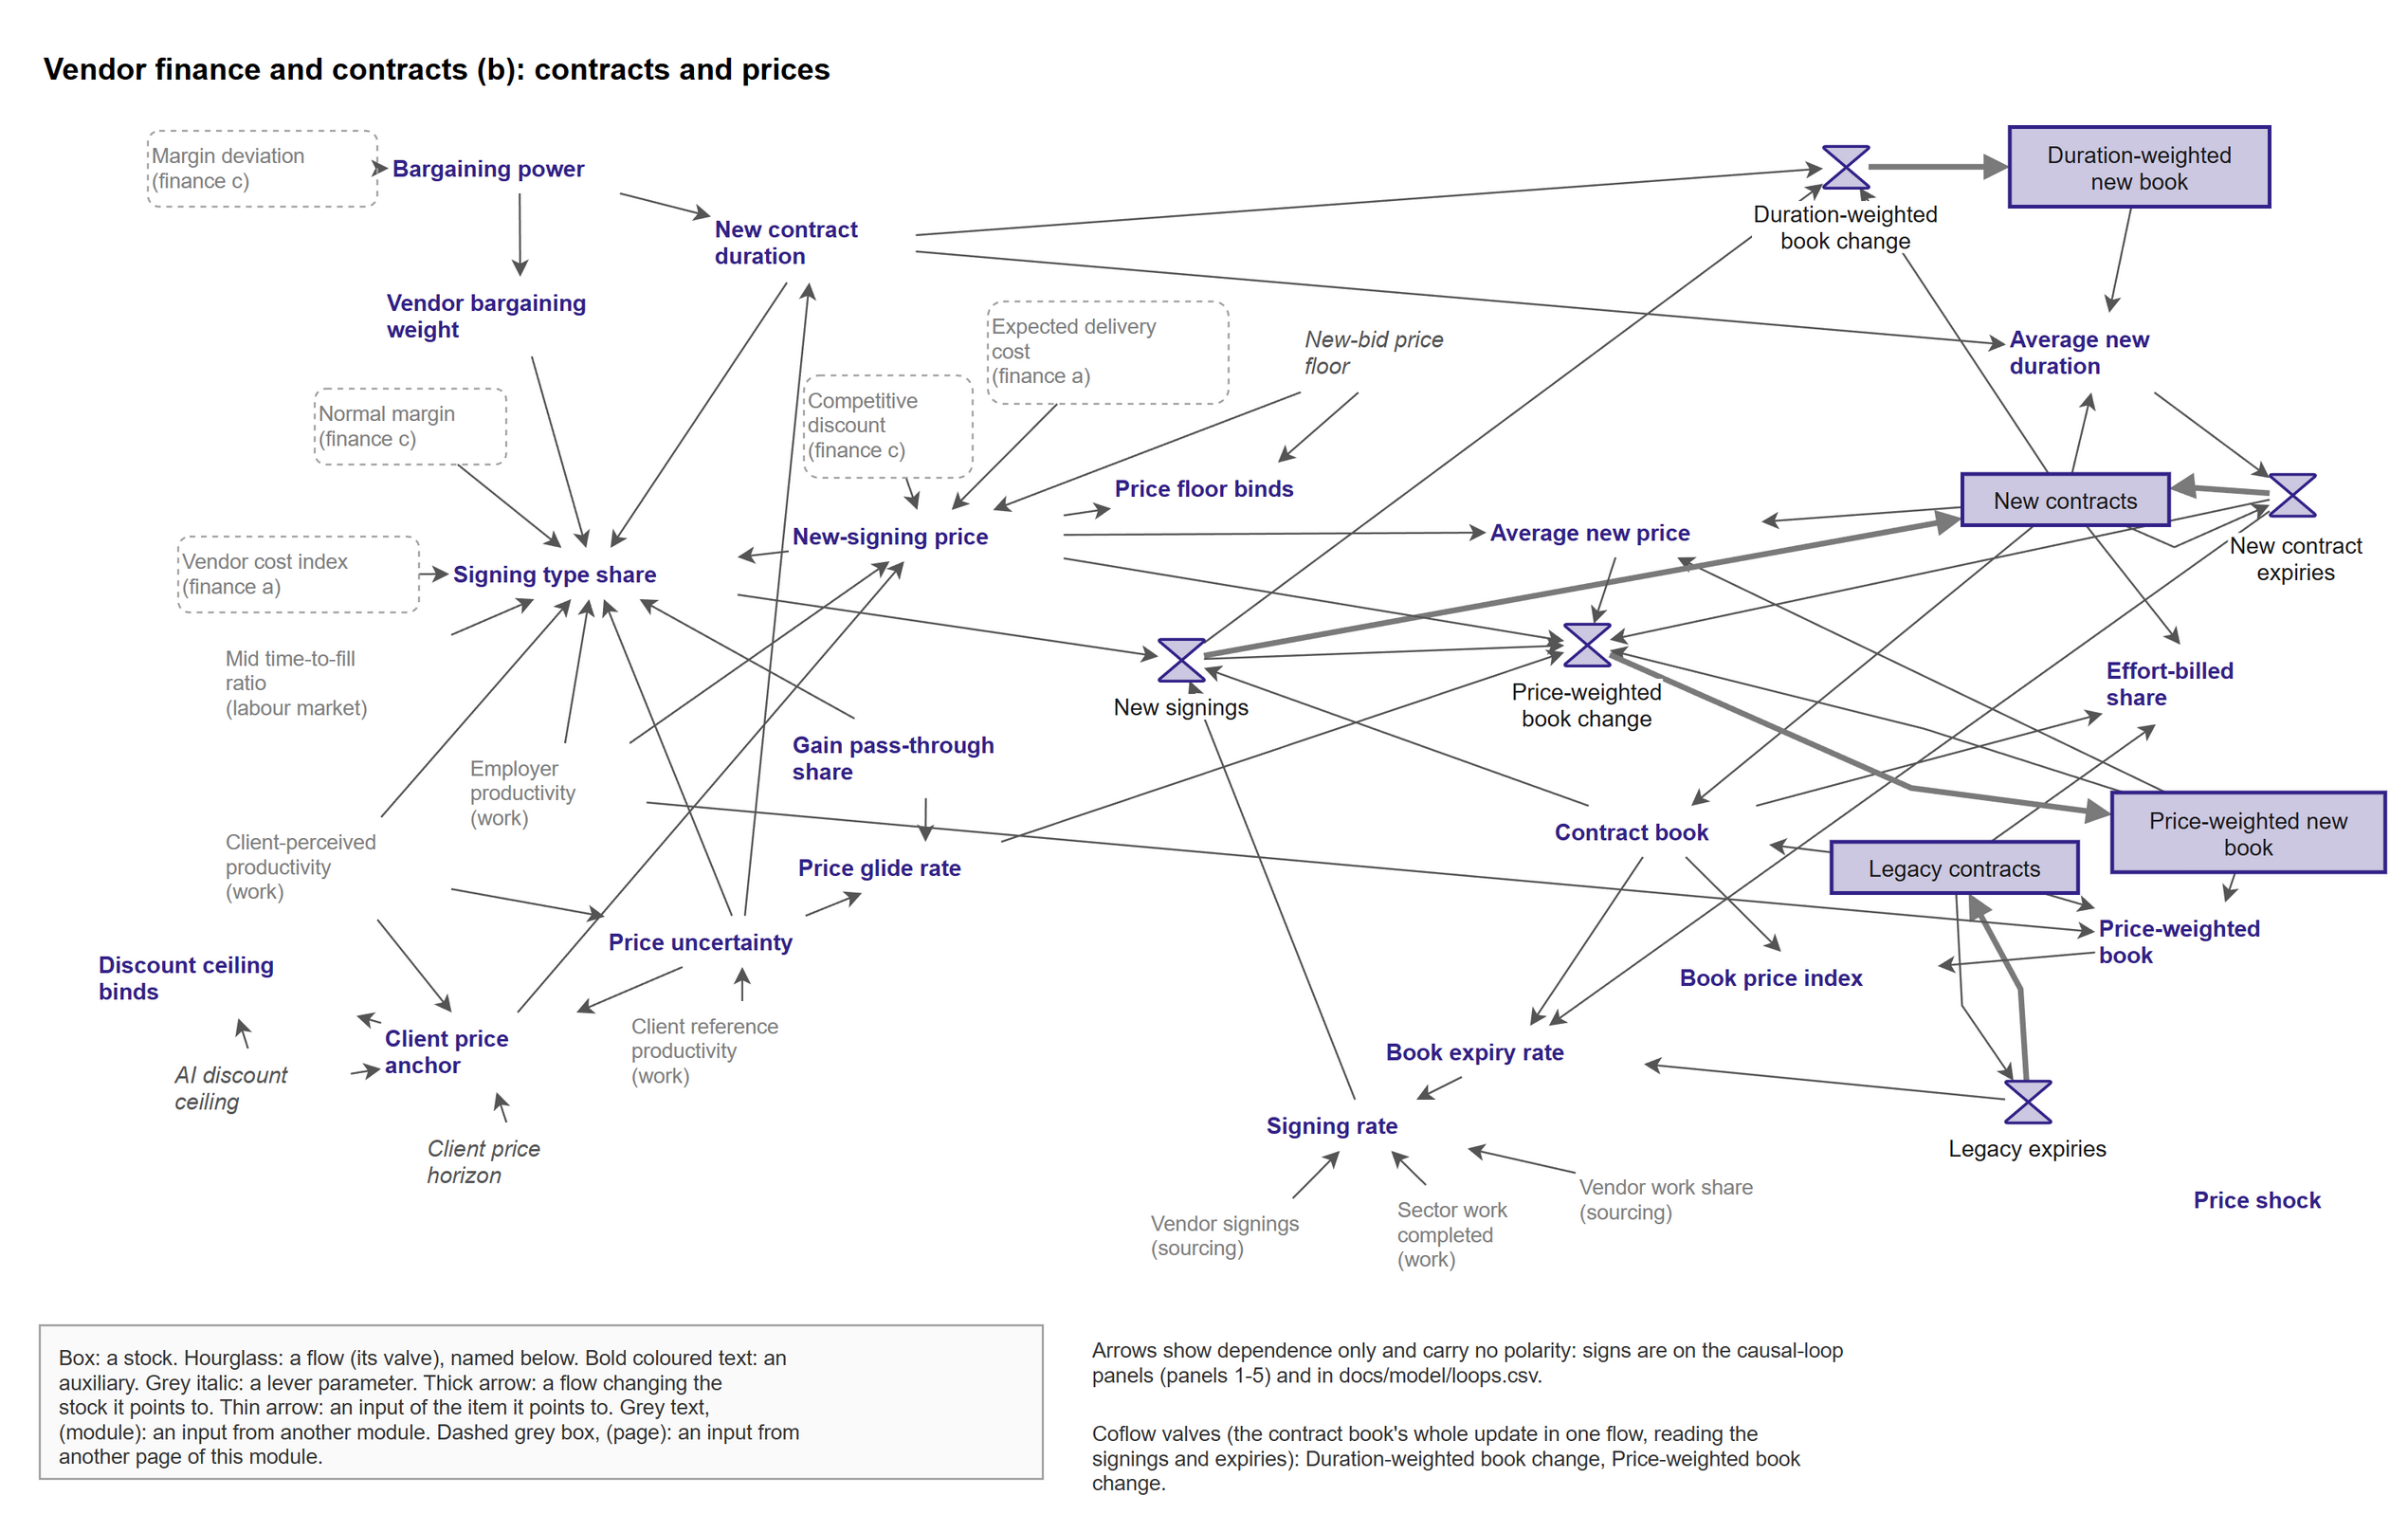 Vendor finance and contracts (b): contracts and prices
Margin deviation
(finance c)
Bargaining power
Duration-weighted
new book
Duration-weighted
book change
New contract
duration
Vendor bargaining
weight
Expected delivery
cost
(finance a)
New-bid price
floor
Average new
duration
Normal margin
(finance c)
Competitive
discount
(finance c)
Price floor binds
New contracts
New contract
expiries
New-signing price
Average new price
Vendor cost index
(finance a)
Signing type share
Mid time-to-fill
ratio
(labour market)
New signings
Price-weighted
book change
Effort-billed
share
Employer
productivity
(work)
Gain pass-through
share
Client-perceived
productivity
(work)
Price glide rate
Contract book
Legacy contracts
Price-weighted new
book
Price uncertainty
Price-weighted
book
Discount ceiling
binds
Book price index
Client reference
productivity
(work)
Client price
anchor
AI discount
ceiling
Book expiry rate
Client price
horizon
Signing rate
Legacy expiries
Vendor signings
(sourcing)
Sector work
completed
(work)
Vendor work share
(sourcing)
Price shock
Box: a stock. Hourglass: a flow (its valve), named below. Bold coloured text: an
auxiliary. Grey italic: a lever parameter. Thick arrow: a flow changing the
stock it points to. Thin arrow: an input of the item it points to. Grey text,
(module): an input from another module. Dashed grey box, (page): an input from
another page of this module.
Arrows show dependence only and carry no polarity: signs are on the causal-loop
panels (panels 1-5) and in docs/model/loops.csv.
Coflow valves (the contract book's whole update in one flow, reading the
signings and expiries): Duration-weighted book change, Price-weighted book
change.